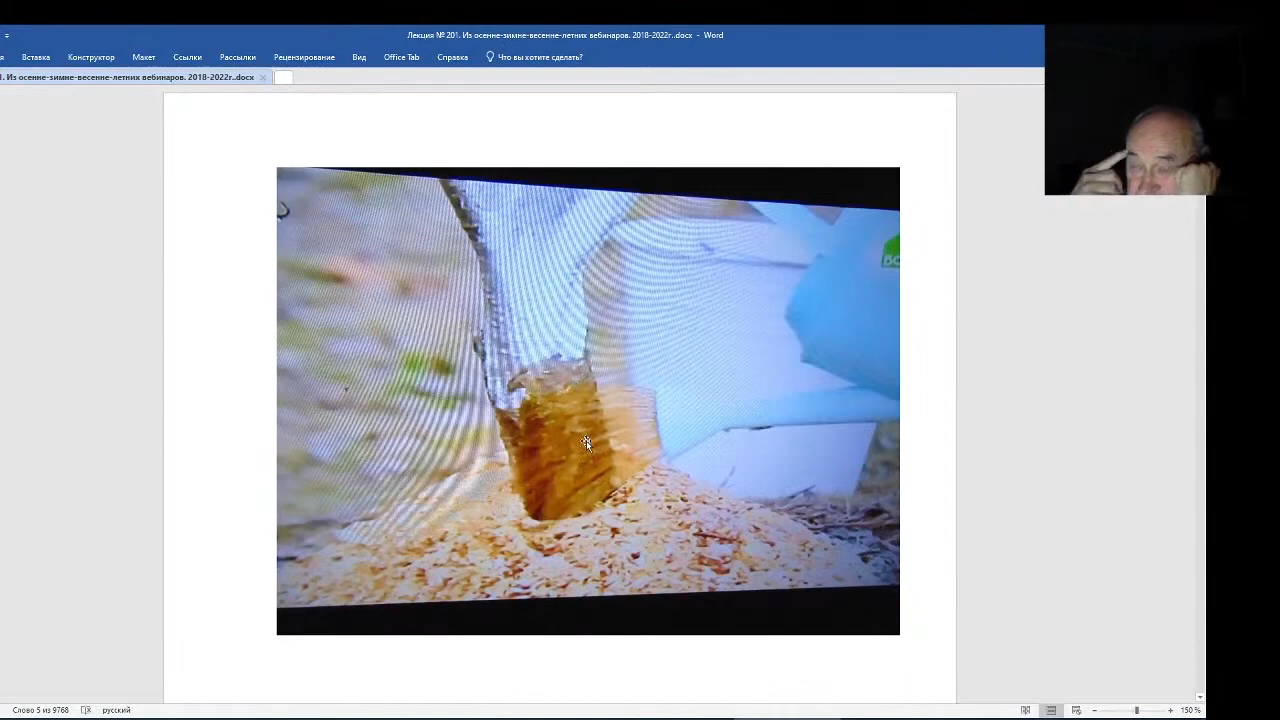 Лекция № 201. Из осенне-зимне-весенне-летних вебинаров. 2018-2022г..docx - Word
Вставка Конструктор Макет Ссылки Рассылки Рецензирование Вид Office Tab Справка Что вы хотите сделать?
1. Из осенне-зимне-весенне-летних вебинаров. 2018-2022г..docx
Слово 5 из 9768 русский 150 %